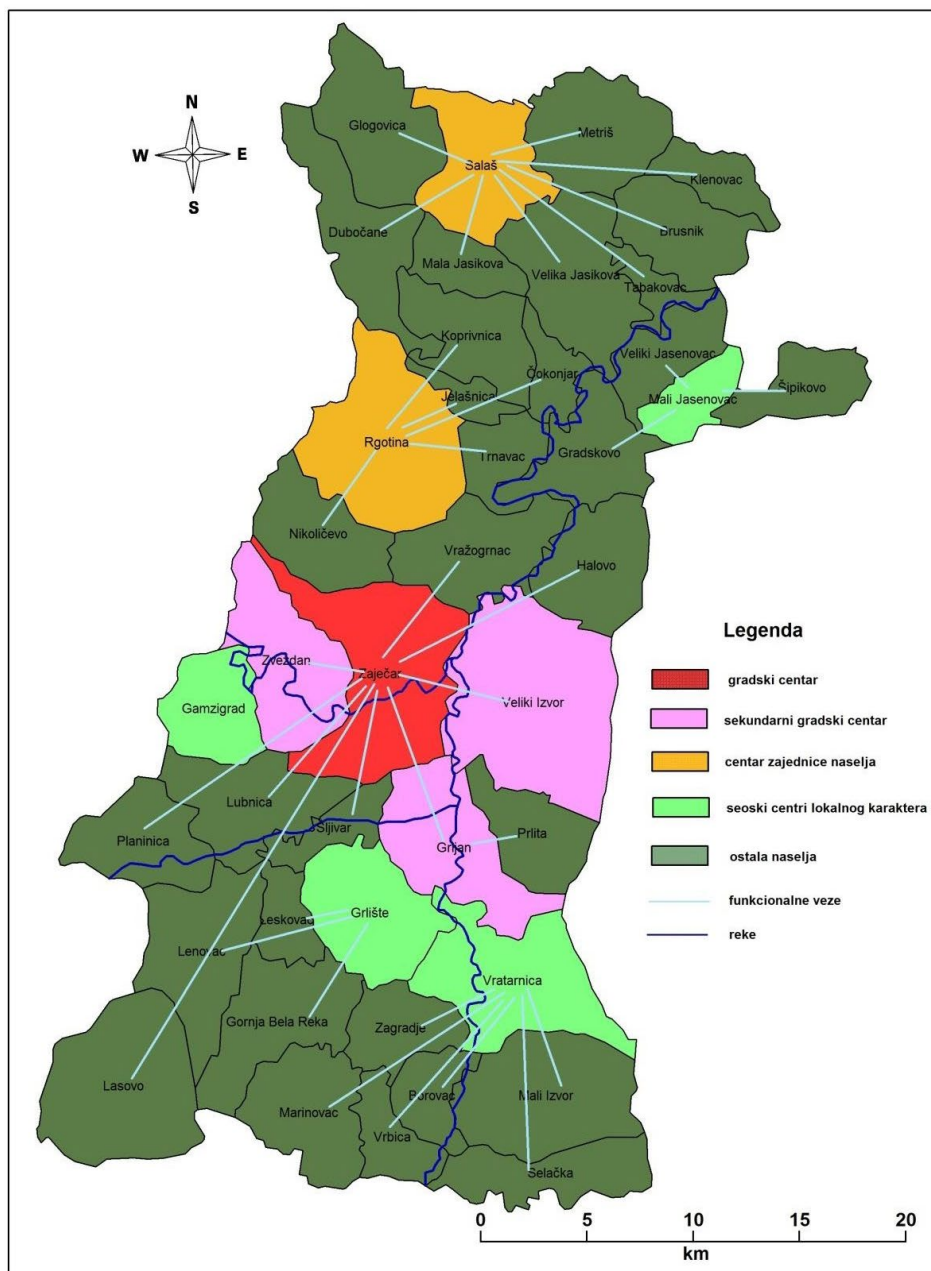 Glogovica
Metriš
N
W
E
S
Salaš
Klenovac
Dubočane
Brusnik
Mala Jasikova
Velika Jasikova
Tabakovac
Koprivnica
Veliki Jasenovac
Čokonjar
Šipikovo
Jelašnica
Mali Jasenovac
Rgotina
Trnavac
Gradskovo
Nikoličevo
Vražogrnac
Halovo
Legenda
gradski centar
sekundarni gradski centar
centar zajednice naselja
seoski centri lokalnog karaktera
ostala naselja
funkcionalne veze
reke
Zvezdan
Zaječar
Veliki Izvor
Gamzigrad
Lubnica
Planinica
Šljivar
Prlita
Grljan
Grlište
Leskovac
Lenovac
Vratarnica
Gornja Bela Reka
Zagradje
Lasovo
Borovac
Mali Izvor
Marinovac
Vrbica
Selačka
0 5 10 15 20
km